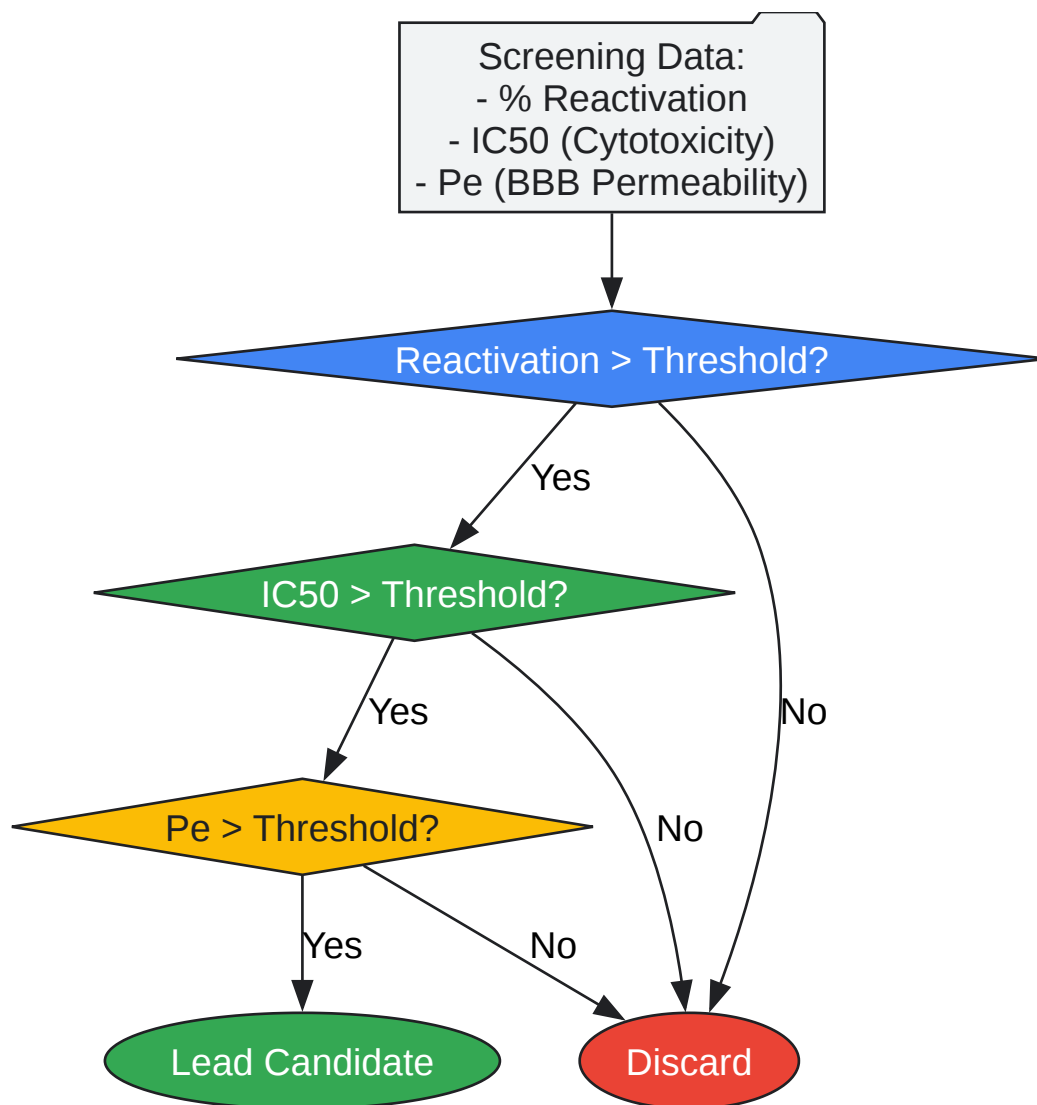 Screening Data:
- % Reactivation
- IC50 (Cytotoxicity)
- Pe (BBB Permeability)
Reactivation > Threshold?
Yes
IC50 > Threshold?
Yes
No
Pe > Threshold?
No
Yes
No
Lead Candidate
Discard